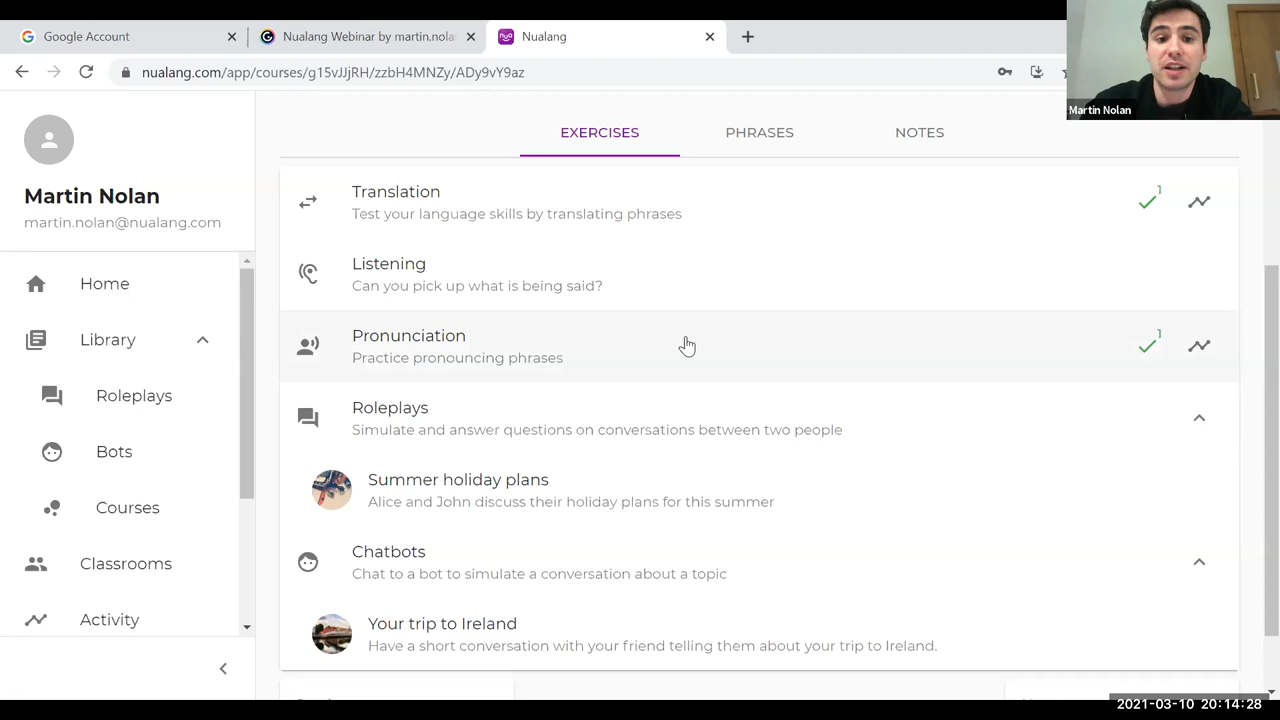 Google Account
Nualang Webinar by martin.nola
Nualang
nualang.com/app/courses/g15vJJjRH/zzbH4MNZy/ADy9vY9az
Martin Nolan
Martin Nolan
martin.nolan@nualang.com
Home
Library
Roleplays
Bots
Courses
Classrooms
Activity
EXERCISES PHRASES NOTES
Translation
Test your language skills by translating phrases
1
Listening
Can you pick up what is being said?
Pronunciation
Practice pronouncing phrases
1
Roleplays
Simulate and answer questions on conversations between two people
Summer holiday plans
Alice and John discuss their holiday plans for this summer
Chatbots
Chat to a bot to simulate a conversation about a topic
Your trip to Ireland
Have a short conversation with your friend telling them about your trip to Ireland.
2021-03-10 20:14:28